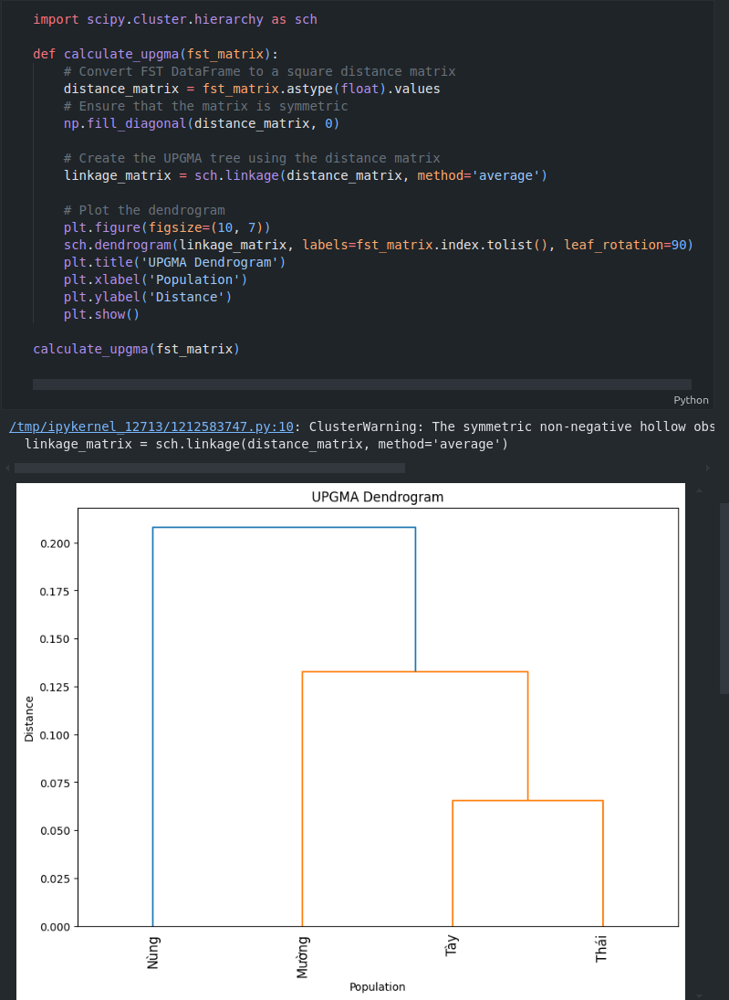 import scipy.cluster.hierarchy as sch
def calculate_upgma(fst_matrix):
# Convert FST DataFrame to a square distance matrix
distance_matrix = fst_matrix.astype(float).values
# Ensure that the matrix is symmetric
np.fill_diagonal(distance_matrix, 0)
# Create the UPGMA tree using the distance matrix
linkage_matrix = sch.linkage(distance_matrix, method='average')
# Plot the dendrogram
plt.figure(figsize=(10, 7))
sch.dendrogram(linkage_matrix, labels=fst_matrix.index.tolist(), leaf_rotation=90)
plt.title('UPGMA Dendrogram')
plt.xlabel('Population')
plt.ylabel('Distance')
plt.show()
calculate_upgma(fst_matrix)
Python
/tmp/ipykernel_12713/1212583747.py:10: ClusterWarning: The symmetric non-negative hollow obs
linkage_matrix = sch.linkage(distance_matrix, method='average')
UPGMA Dendrogram
0.200
0.175
0.150
0.125
0.100
0.075
0.050
0.025
0.000
Distance
Nùng
Mường
Tày
Thái
Population